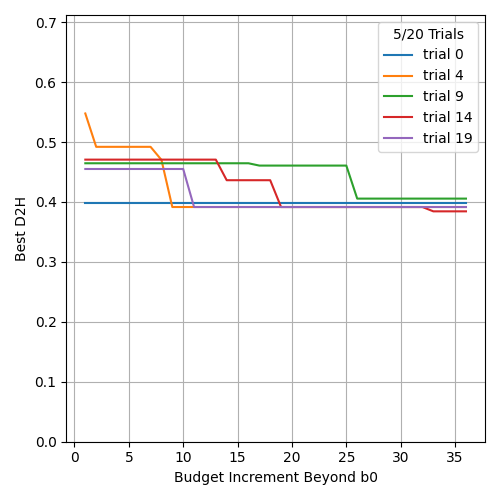 5/20 Trials
trial 0
trial 4
trial 9
trial 14
trial 19
Best D2H
0.7
0.6
0.5
0.4
0.3
0.2
0.1
0.0
0 5 10 15 20 25 30 35
Budget Increment Beyond b0